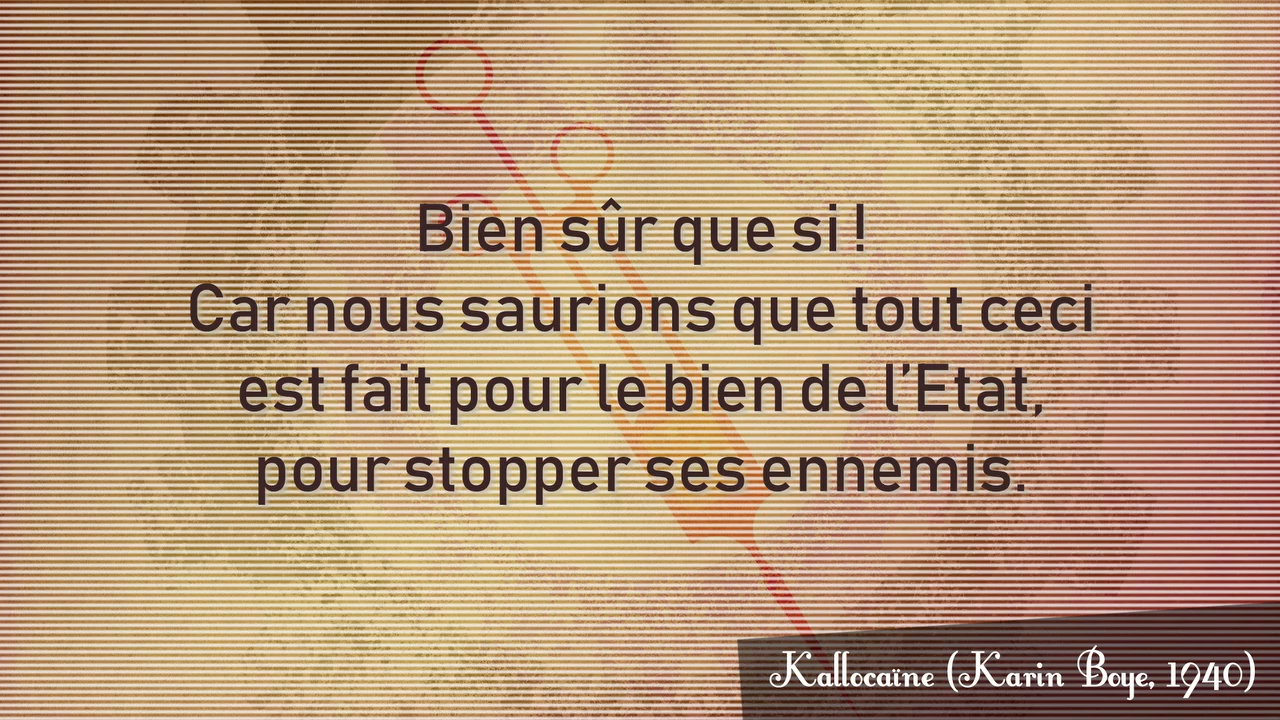 Bien sûr que si !
Car nous saurions que tout ceci
est fait pour le bien de l’Etat,
pour stopper ses ennemis.
Kallocaïne (Karin Boye, 1940)